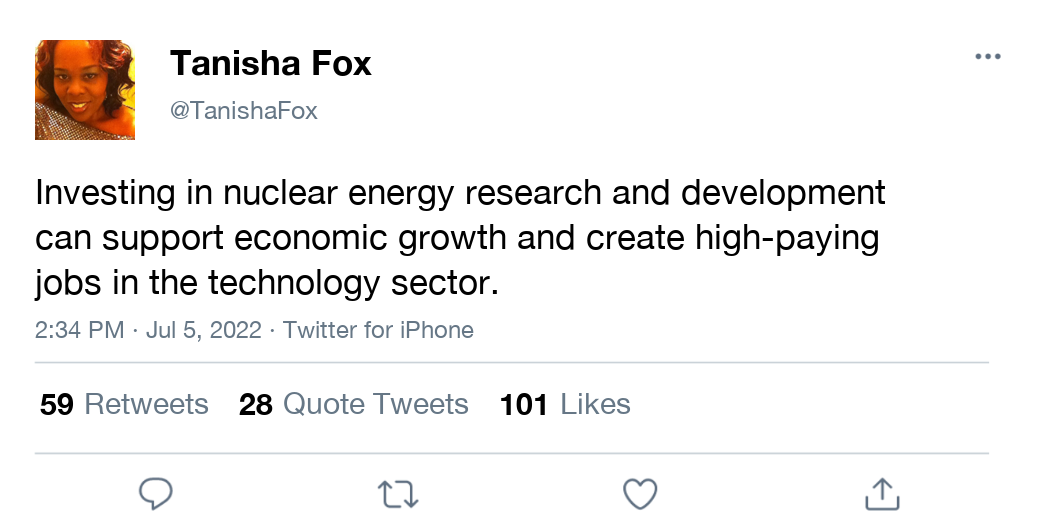 Tanisha Fox
@TanishaFox
Investing in nuclear energy research and development
can support economic growth and create high-paying
jobs in the technology sector.
2:34 PM · Jul 5, 2022 · Twitter for iPhone
59 Retweets 28 Quote Tweets 101 Likes